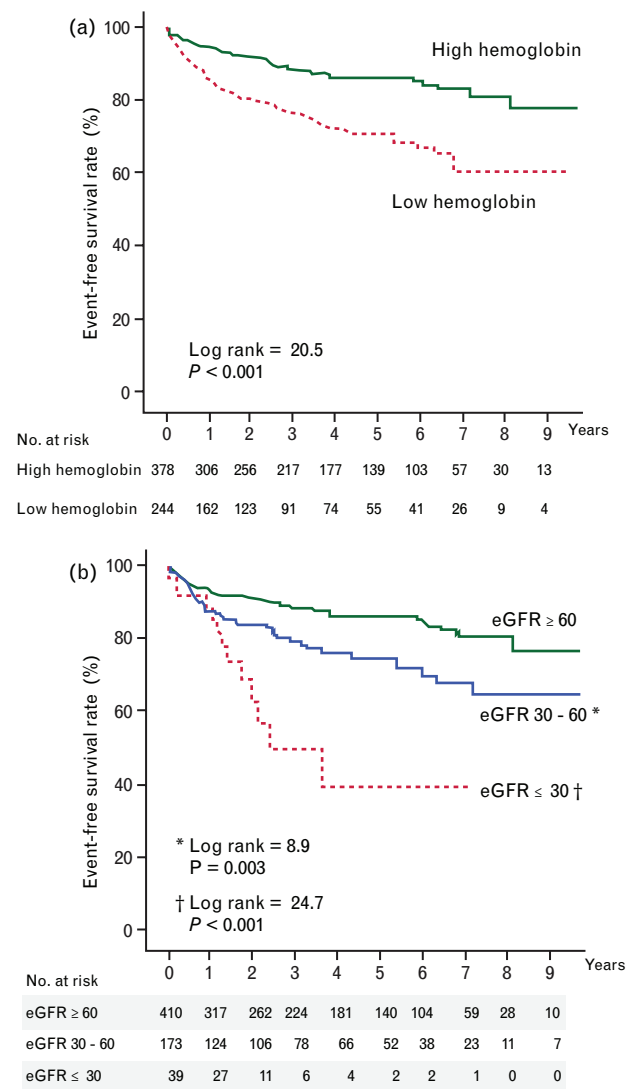 (a)
High hemoglobin
Low hemoglobin
Event-free survival rate (%)
100
80
60
40
20
0
Log rank = 20.5
P < 0.001
0 1 2 3 4 5 6 7 8 9 Years
No. at risk
High hemoglobin 378 306 256 217 177 139 103 57 30 13
Low hemoglobin 244 162 123 91 74 55 41 26 9 4
(b)
eGFR ≥ 60
eGFR 30 - 60 *
eGFR ≤ 30 †
Event-free survival rate (%)
100
80
60
40
20
0
* Log rank = 8.9
P = 0.003
† Log rank = 24.7
P < 0.001
0 1 2 3 4 5 6 7 8 9 Years
No. at risk
eGFR ≥ 60 410 317 262 224 181 140 104 59 28 10
eGFR 30 - 60 173 124 106 78 66 52 38 23 11 7
eGFR ≤ 30 39 27 11 6 4 2 2 1 0 0